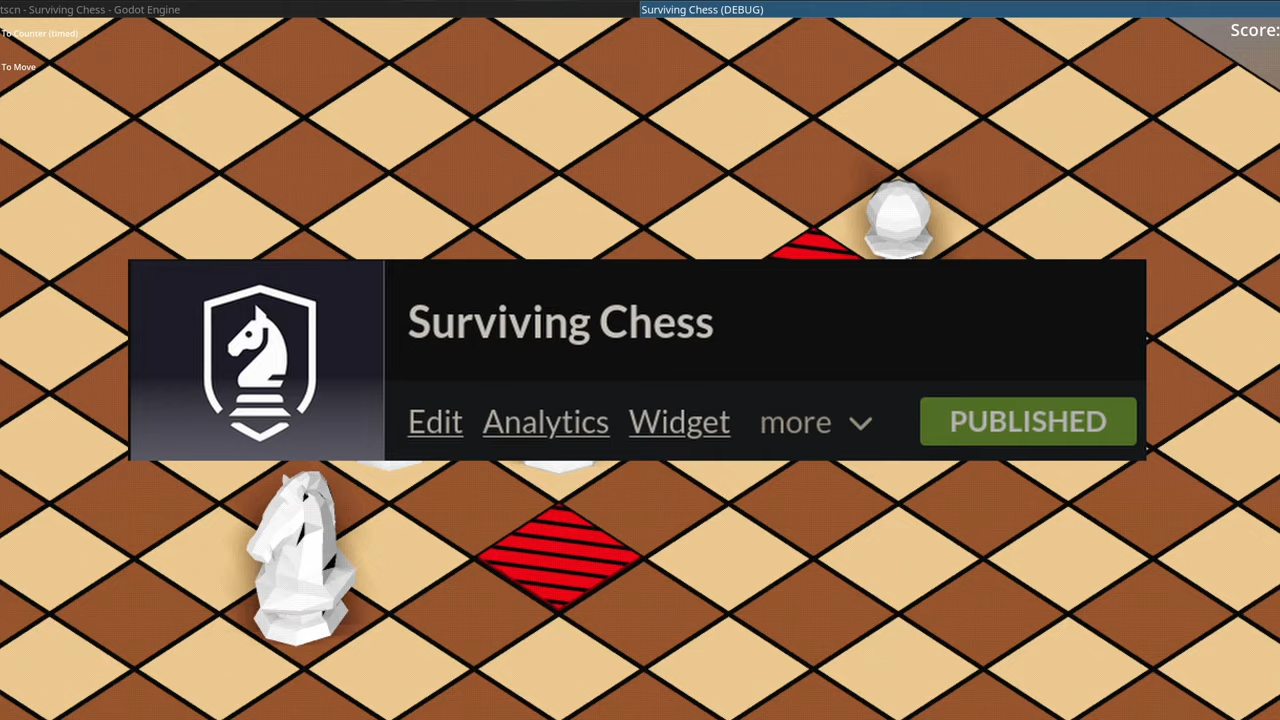 tscn - Surviving Chess - Godot Engine
Surviving Chess (DEBUG)
To Counter (timed)
Score:
To Move
Surviving Chess
Edit Analytics Widget more PUBLISHED